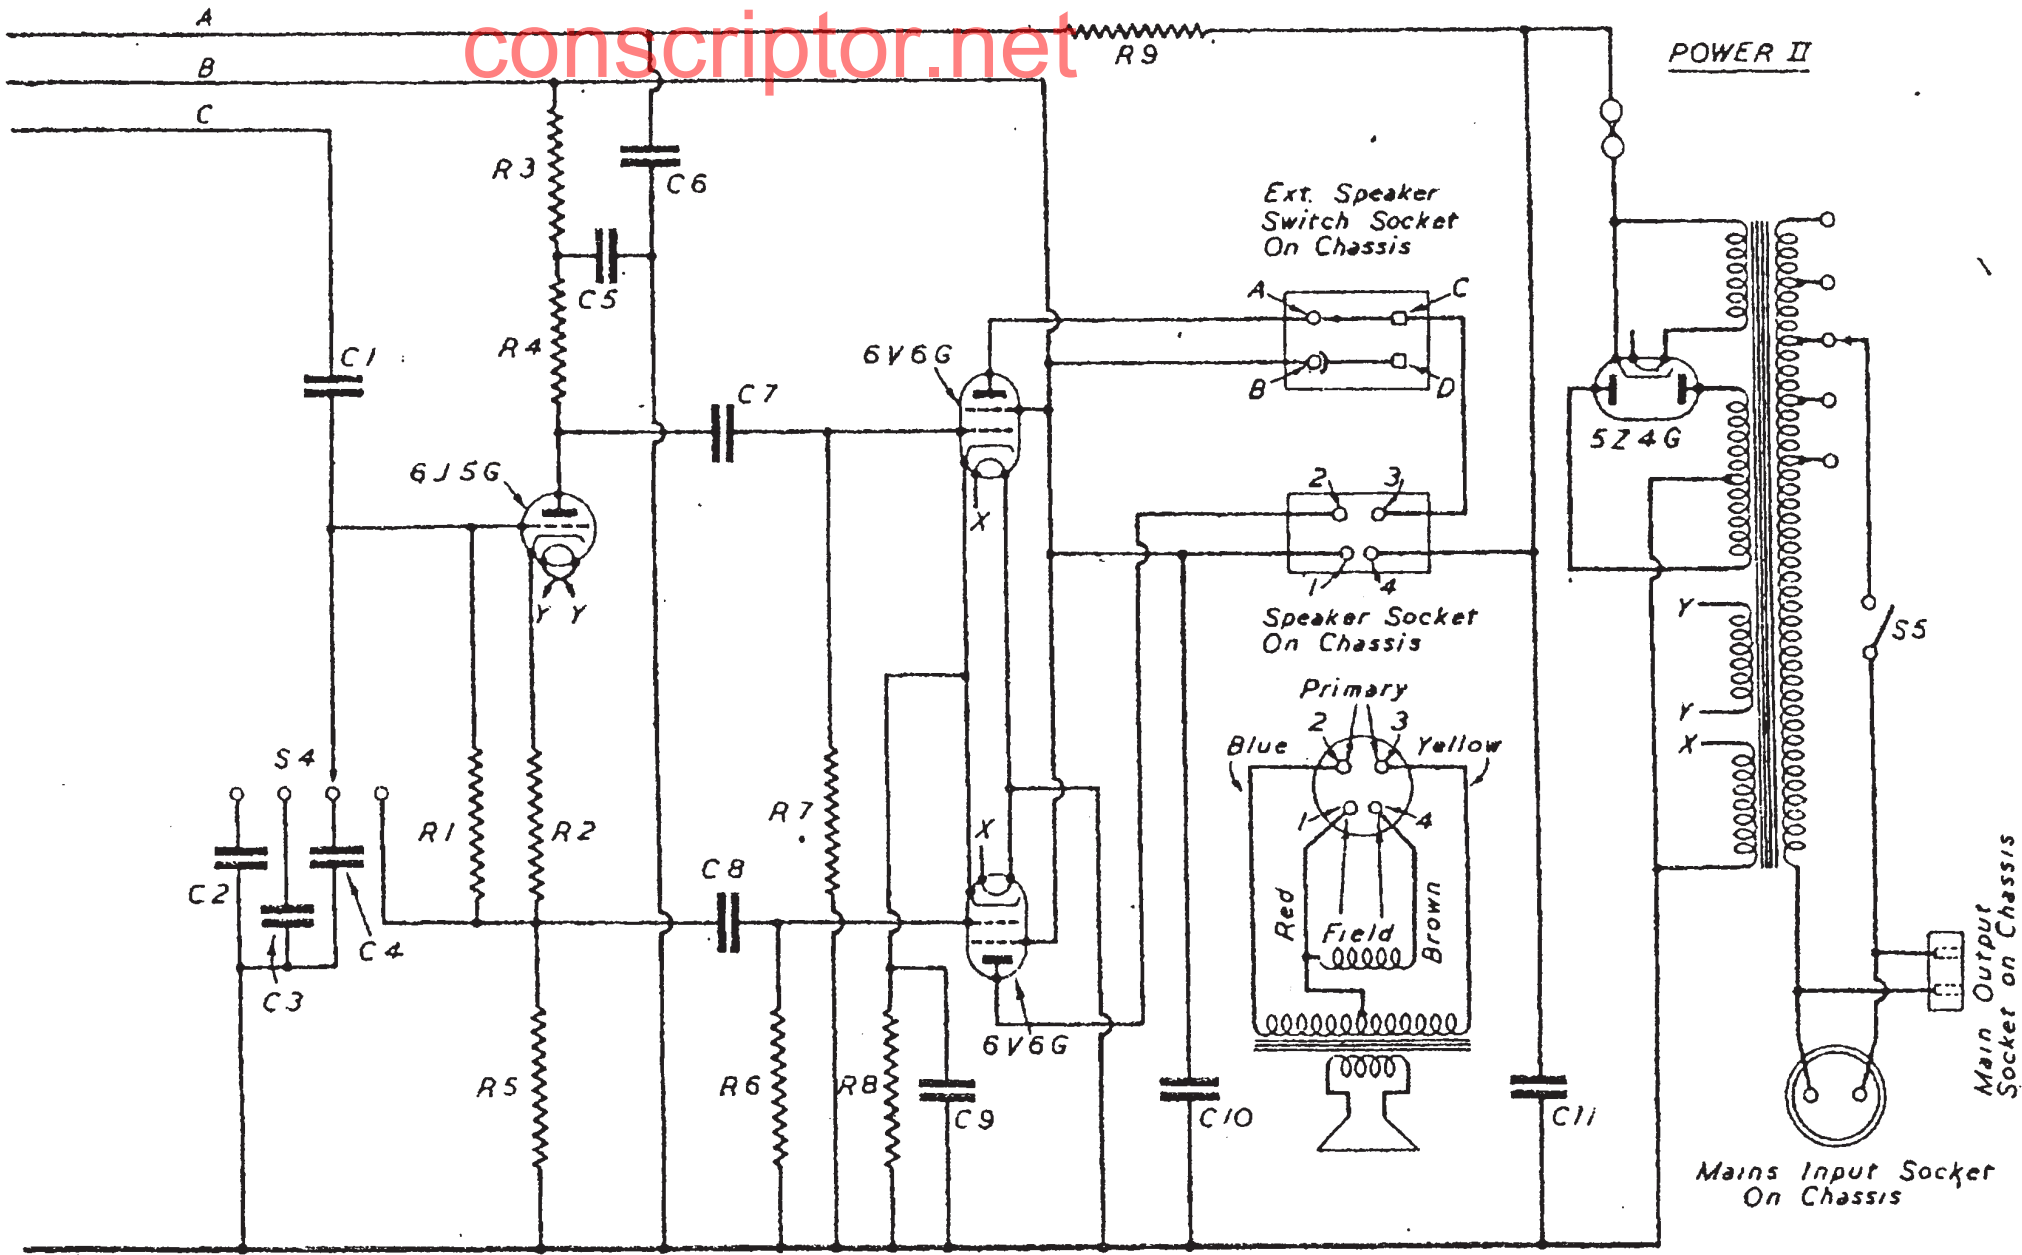 conscriptor.net
A
B
C
R9
POWER II
R3
C6
C5
R4
C1
6J5G
Y Y
C7
6V6G
X
Ext. Speaker
Switch Socket
On Chassis
A
C
B
D
2
3
1
4
Speaker Socket
On Chassis
Primary
2
3
Blue
Yellow
1
4
Red
Field
Brown
5Z4G
Y
Y
X
S5
S4
C2
C3
C4
R1
R2
R5
C8
R7
R6
R8
C9
X
6V6G
C10
C11
Main Output
Socket on Chassis
Mains Input Socket
On Chassis